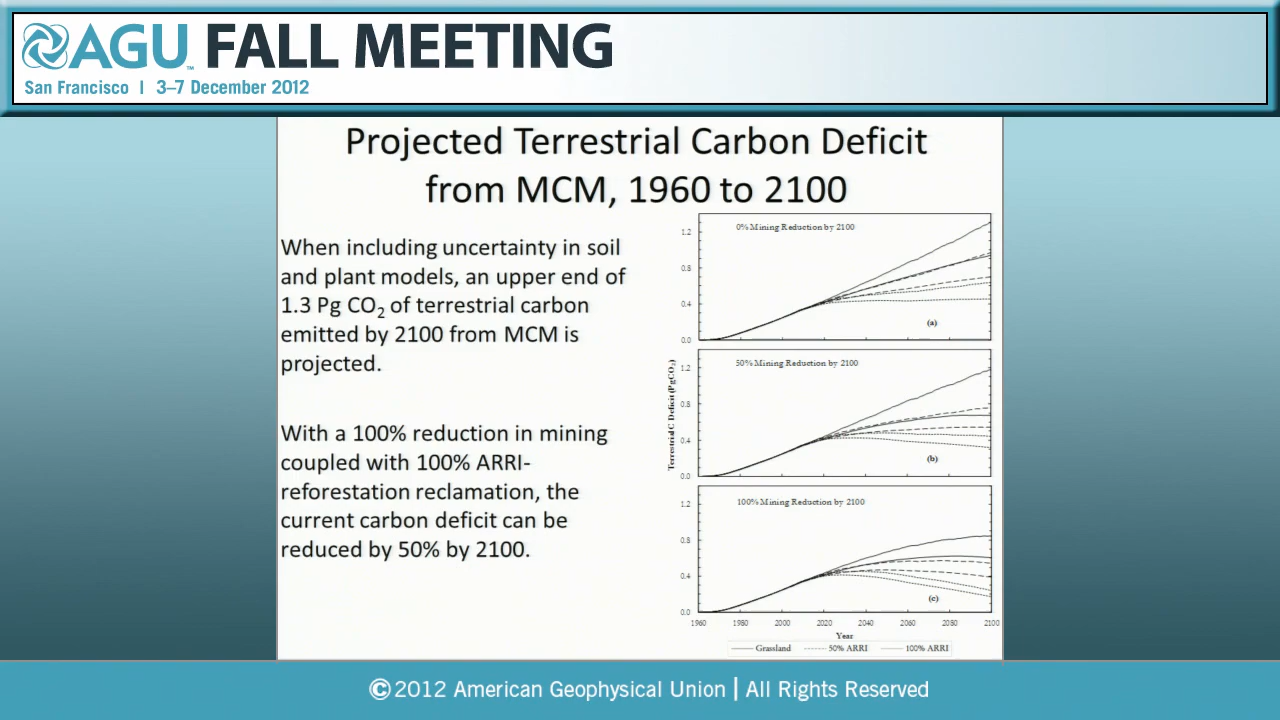 AGU™ FALL MEETING
San Francisco | 3–7 December 2012
Projected Terrestrial Carbon Deficit
from MCM, 1960 to 2100
When including uncertainty in soil
and plant models, an upper end of
1.3 Pg CO₂ of terrestrial carbon
emitted by 2100 from MCM is
projected.
With a 100% reduction in mining
coupled with 100% ARRI-
reforestation reclamation, the
current carbon deficit can be
reduced by 50% by 2100.
0% Mining Reduction by 2100
1.2
0.8
0.4
0.0
(a)
50% Mining Reduction by 2100
1.2
0.8
0.4
0.0
(b)
Terrestrial C Deficit (PgCO₂)
100% Mining Reduction by 2100
1.2
0.8
0.4
0.0
(c)
1960 1980 2000 2020 2040 2060 2080 2100
Year
Grassland 50% ARRI 100% ARRI
©2012 American Geophysical Union | All Rights Reserved